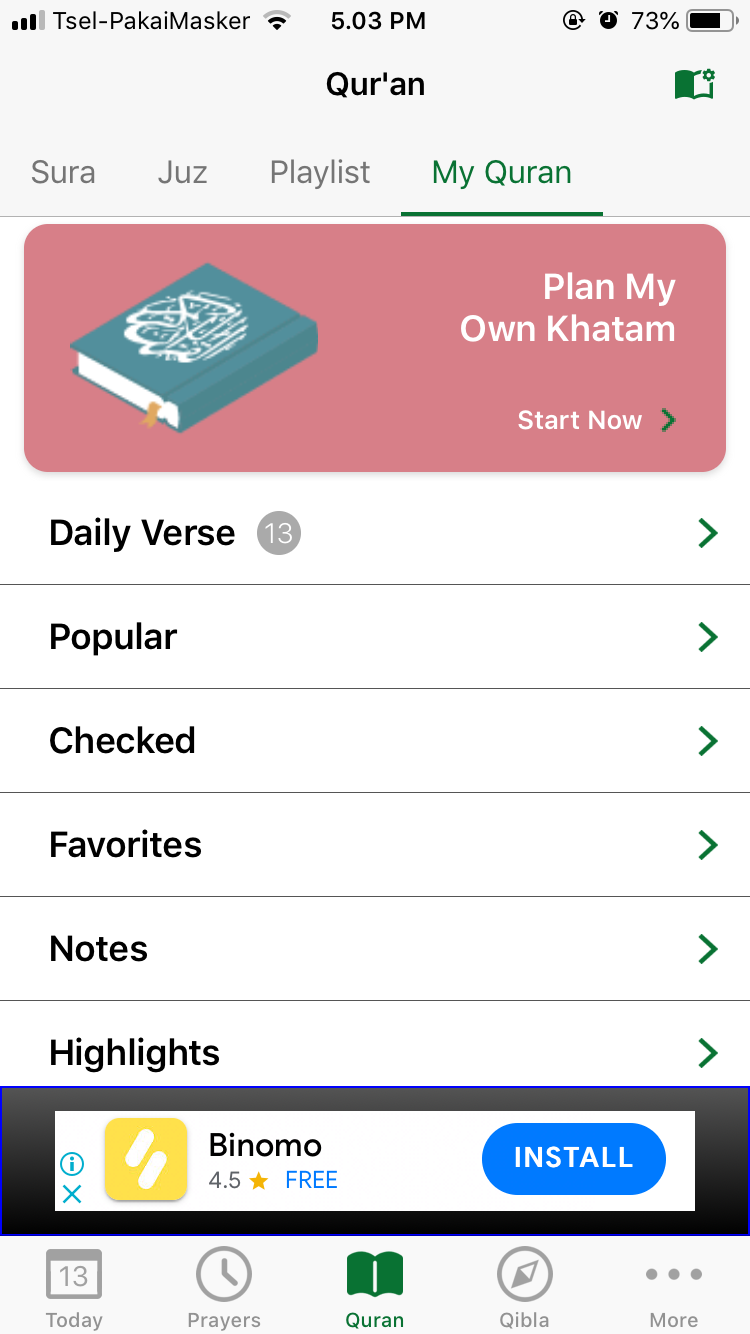 Tsel-PakaiMasker 5.03 PM 73%
Qur'an
Sura Juz Playlist My Quran
Plan My
Own Khatam
Start Now
Daily Verse 13
Popular
Checked
Favorites
Notes
Highlights
Binomo
4.5 FREE
INSTALL
13
Today Prayers Quran Qibla More